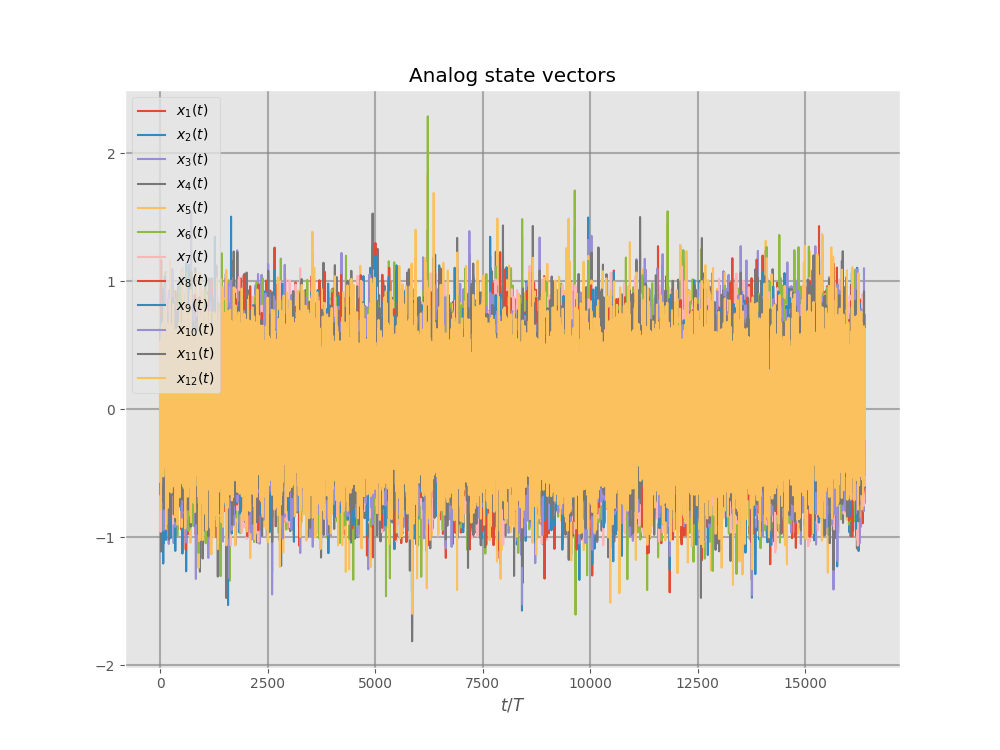 Analog state vectors
x₁(t)
x₂(t)
x₃(t)
x₄(t)
x₅(t)
x₆(t)
x₇(t)
x₈(t)
x₉(t)
x₁₀(t)
x₁₁(t)
x₁₂(t)
2
1
0
−1
−2
0 2500 5000 7500 10000 12500 15000
t/T